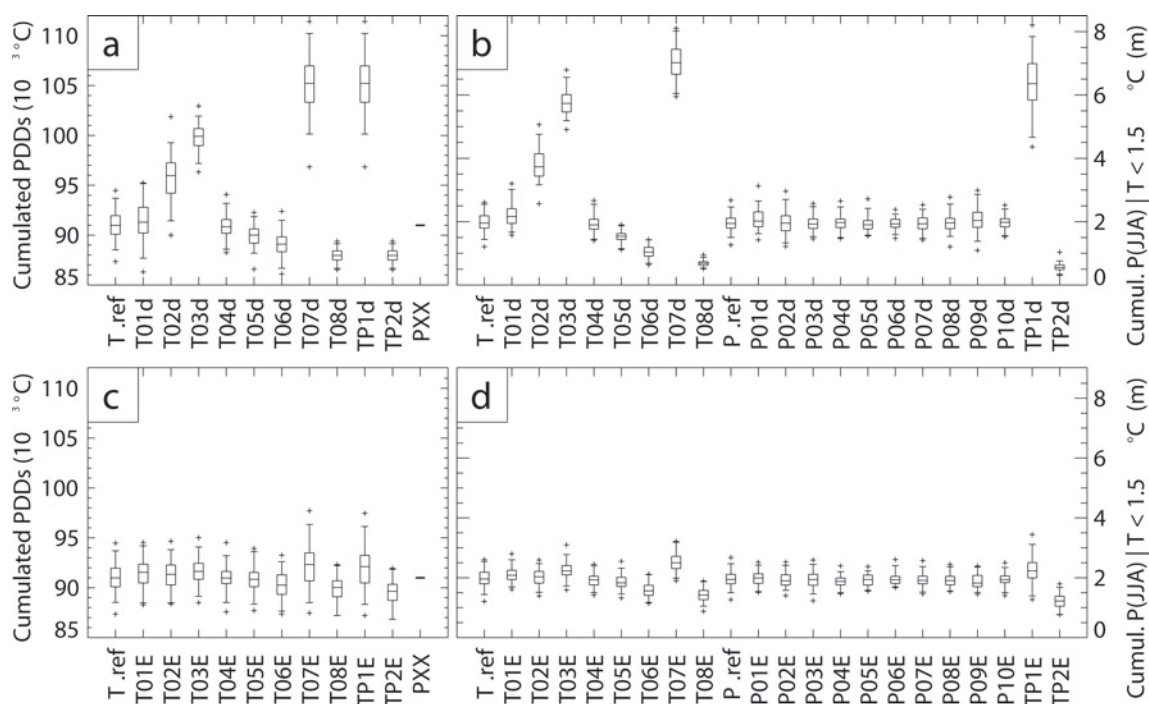 a
Cumulated PDDs (10 ³ °C)
110
105
100
95
90
85
T .ref
T01d
T02d
T03d
T04d
T05d
T06d
T07d
T08d
TP1d
TP2d
PXX
b
8
6
4
2
0
Cumul. P(JJA) | T < 1.5 °C (m)
T .ref
T01d
T02d
T03d
T04d
T05d
T06d
T07d
T08d
P .ref
P01d
P02d
P03d
P04d
P05d
P06d
P07d
P08d
P09d
P10d
TP1d
TP2d
c
Cumulated PDDs (10 ³ °C)
110
105
100
95
90
85
T .ref
T01E
T02E
T03E
T04E
T05E
T06E
T07E
T08E
TP1E
TP2E
PXX
d
8
6
4
2
0
Cumul. P(JJA) | T < 1.5 °C (m)
T .ref
T01E
T02E
T03E
T04E
T05E
T06E
T07E
T08E
P .ref
P01E
P02E
P03E
P04E
P05E
P06E
P07E
P08E
P09E
P10E
TP1E
TP2E